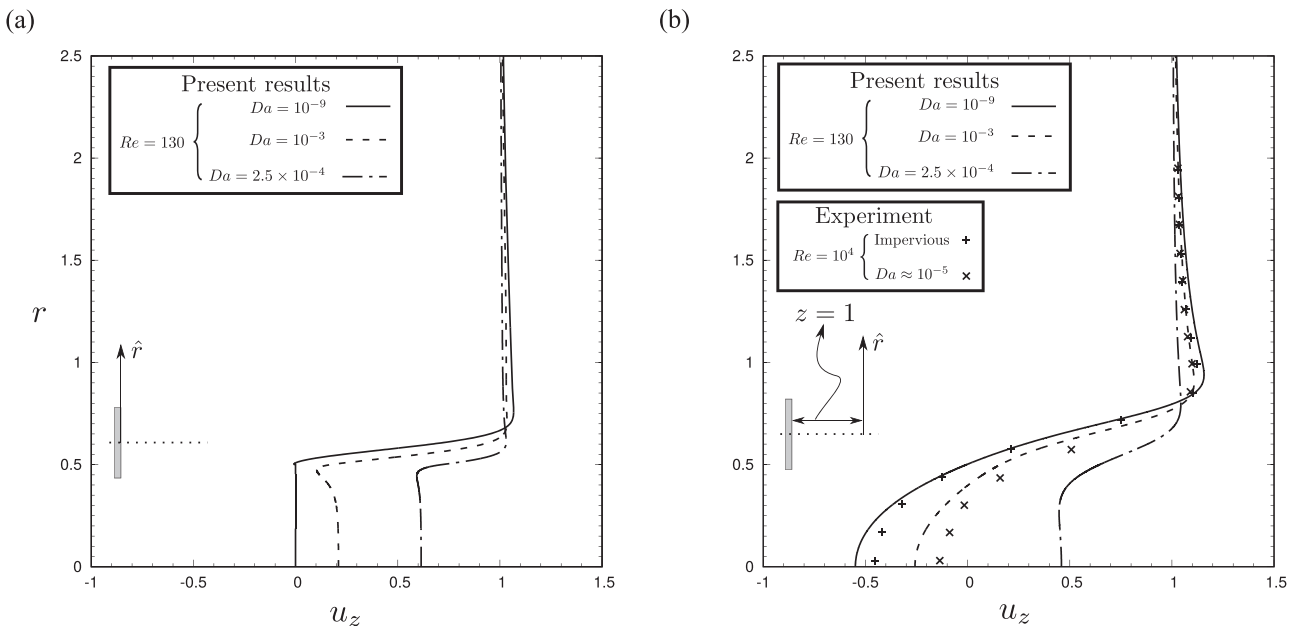 (a)
2.5
2
1.5
1
0.5
0
r
-1
-0.5
0
0.5
1
1.5
u_z
Present results
Re = 130
Da = 10⁻⁹
Da = 10⁻³
Da = 2.5 × 10⁻⁴
r̂
(b)
2.5
2
1.5
1
0.5
0
-1
-0.5
0
0.5
1
1.5
u_z
Present results
Re = 130
Da = 10⁻⁹
Da = 10⁻³
Da = 2.5 × 10⁻⁴
Experiment
Re = 10⁴
Impervious +
Da ≈ 10⁻⁵ ×
z = 1
r̂